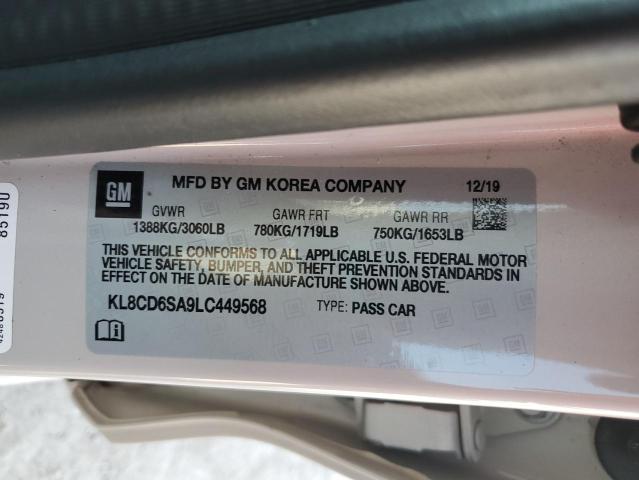 GM
MFD BY GM KOREA COMPANY 12/19
GVWR GAWR FRT GAWR RR
1388KG/3060LB 780KG/1719LB 750KG/1653LB
THIS VEHICLE CONFORMS TO ALL APPLICABLE U.S. FEDERAL MOTOR
VEHICLE SAFETY, BUMPER, AND THEFT PREVENTION STANDARDS IN
EFFECT ON THE DATE OF MANUFACTURE SHOWN ABOVE.
KL8CD6SA9LC449568 TYPE: PASS CAR
85190